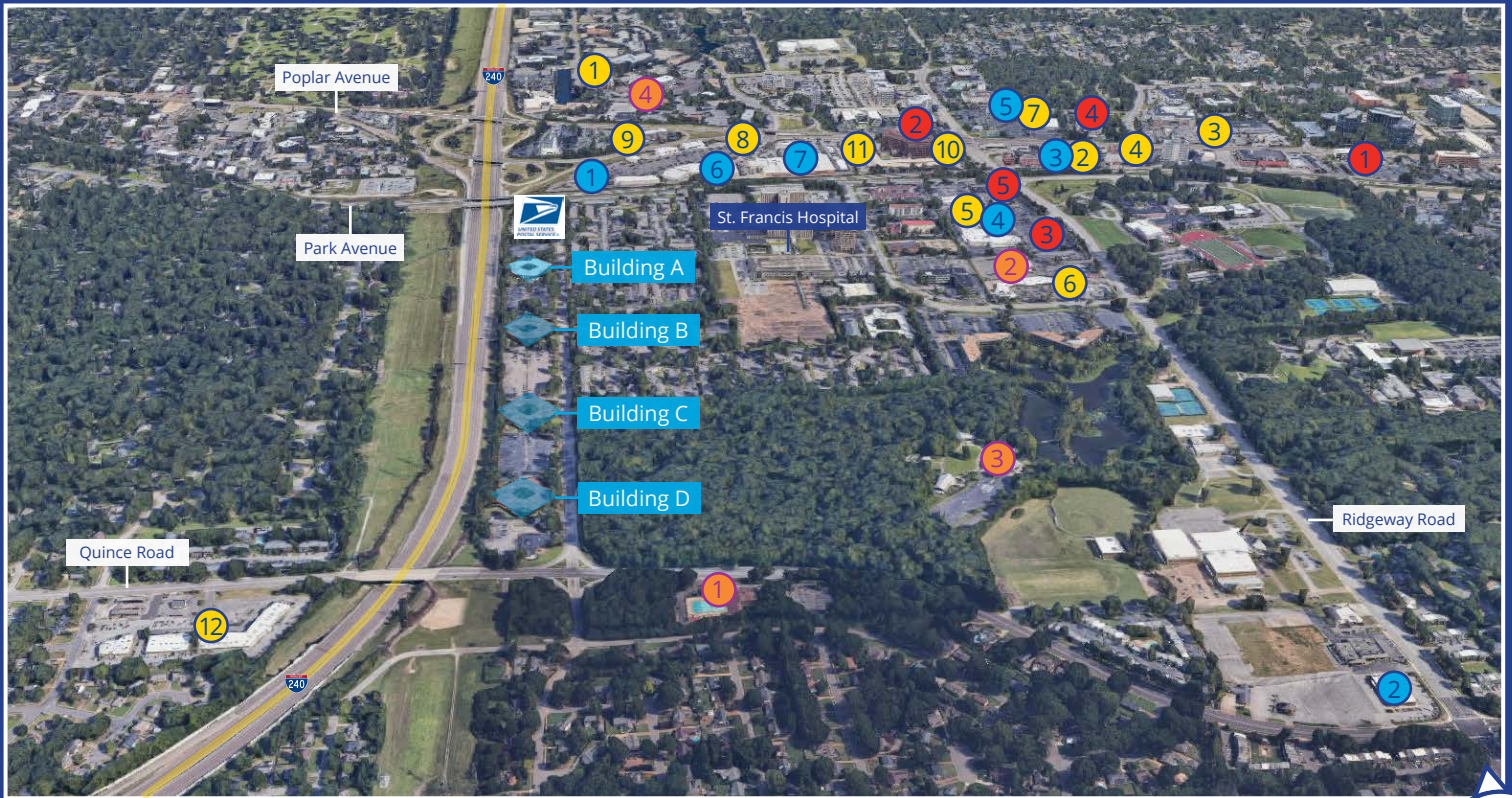 240
1
Poplar Avenue
4
5
7
4
2
3
9
8
11
10
3
2
4
1
1
6
7
5
UNITED STATES
POSTAL SERVICE
5
4
St. Francis Hospital
3
Park Avenue
Building A
2
6
Building B
Building C
3
Building D
Ridgeway Road
Quince Road
1
12
240
2